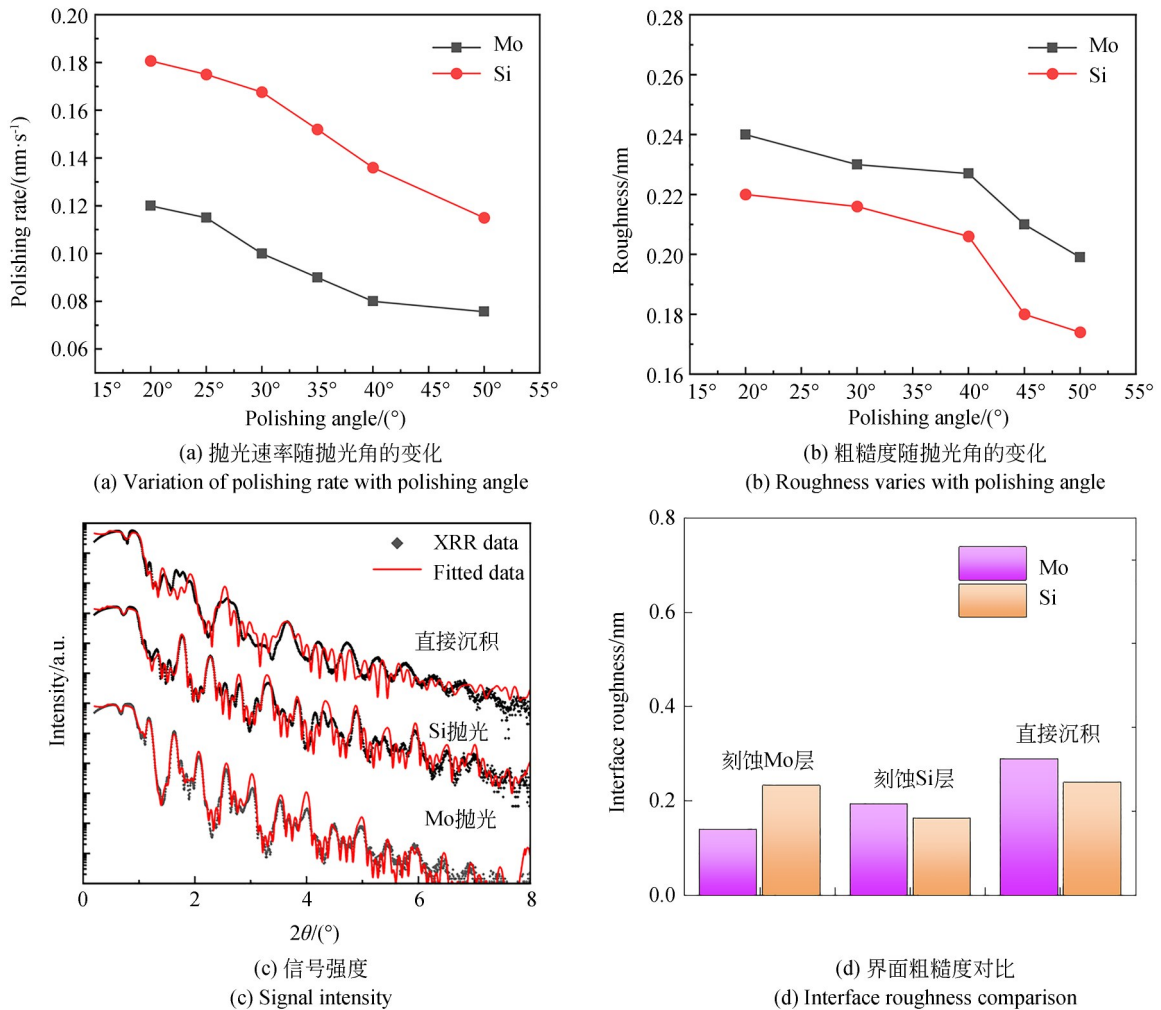 0.20
0.18
0.16
0.14
0.12
0.10
0.08
0.06
Polishing rate/(nm·s⁻¹)
Mo
Si
15° 20° 25° 30° 35° 40° 45° 50° 55°
Polishing angle/(°)
(a) 抛光速率随抛光角的变化
(a) Variation of polishing rate with polishing angle
0.28
0.26
0.24
0.22
0.20
0.18
0.16
Roughness/nm
Mo
Si
15° 20° 25° 30° 35° 40° 45° 50° 55°
Polishing angle/(°)
(b) 粗糙度随抛光角的变化
(b) Roughness varies with polishing angle
Intensity/a.u.
XRR data
Fitted data
直接沉积
Si抛光
Mo抛光
0 2 4 6 8
2θ/(°)
(c) 信号强度
(c) Signal intensity
0.8
0.6
0.4
0.2
0.0
Interface roughness/nm
Mo
Si
刻蚀Mo层
刻蚀Si层
直接沉积
(d) 界面粗糙度对比
(d) Interface roughness comparison